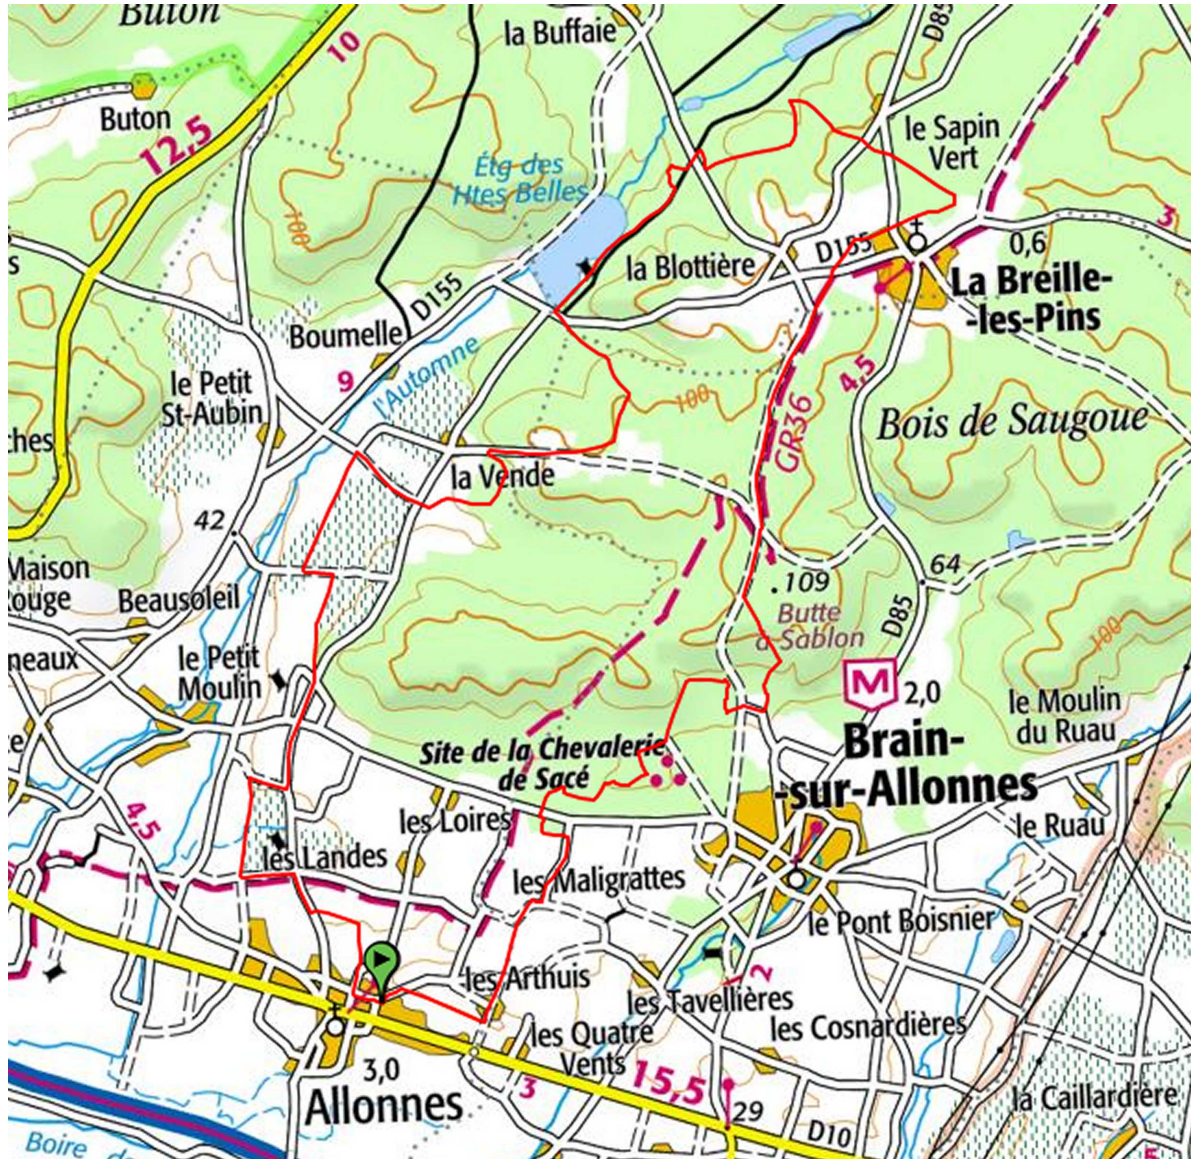 Buton
la Buffaie
D85
10
Buton
12,5
le Sapin
Vert
Étg des
Htes Belles
100
3
0,6
D155
la Blottière
La Breille-
-les-Pins
D155
Boumelle
9
l'Automne
le Petit
St-Aubin
4,5
100
GR36
Bois de Saugoue
ches
la Vende
42
Maison
ouge
Beausoleil
64
.109
Butte
à Sablon
D85
100
neaux
le Petit
Moulin
M
2,0
le Moulin
du Ruau
Site de la Chevalerie
de Sacé
Brain-
-sur-Allonnes
4,5
les Loires
le Ruau
les Landes
les Maligrattes
le Pont Boisnier
les Arthuis
2
les Tavellières
les Quatre
Vents
les Cosnardières
3,0
Allonnes
3
15,5
29
la Caillardière
D10
Boire de
5